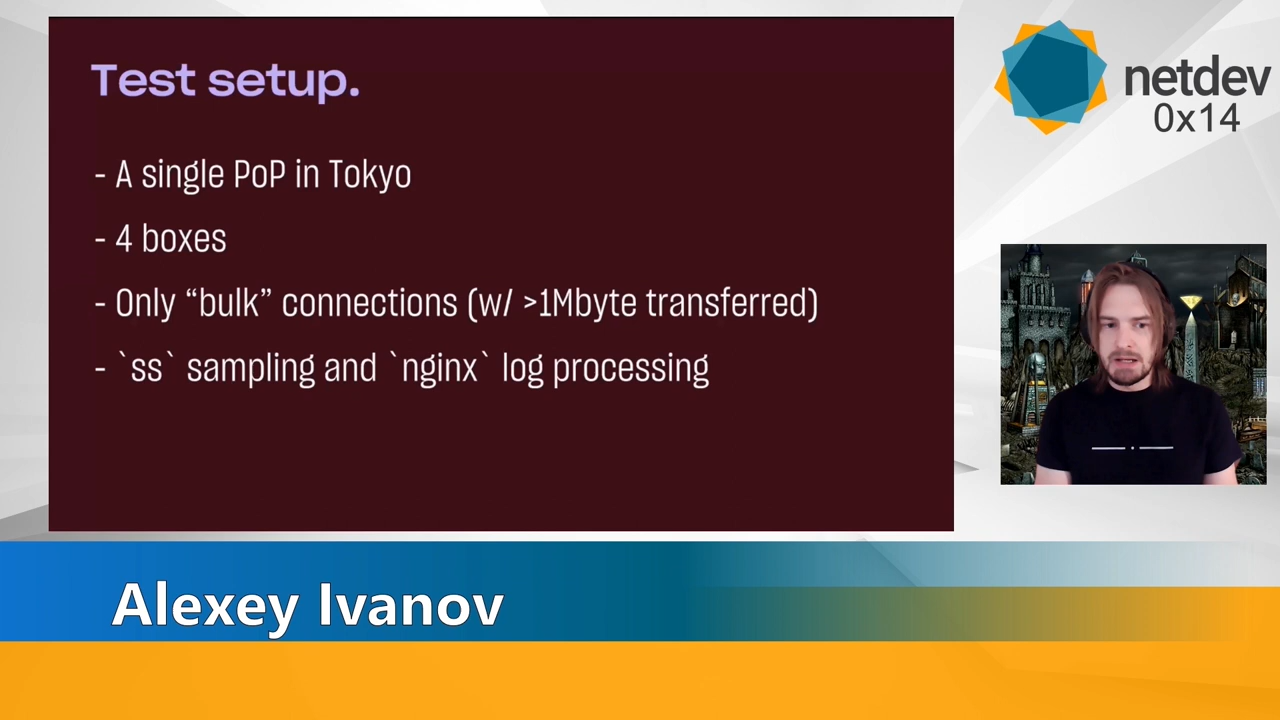 Test setup.
- A single PoP in Tokyo
- 4 boxes
- Only “bulk” connections (w/ >1Mbyte transferred)
- `ss` sampling and `nginx` log processing
netdev
0x14
Alexey Ivanov